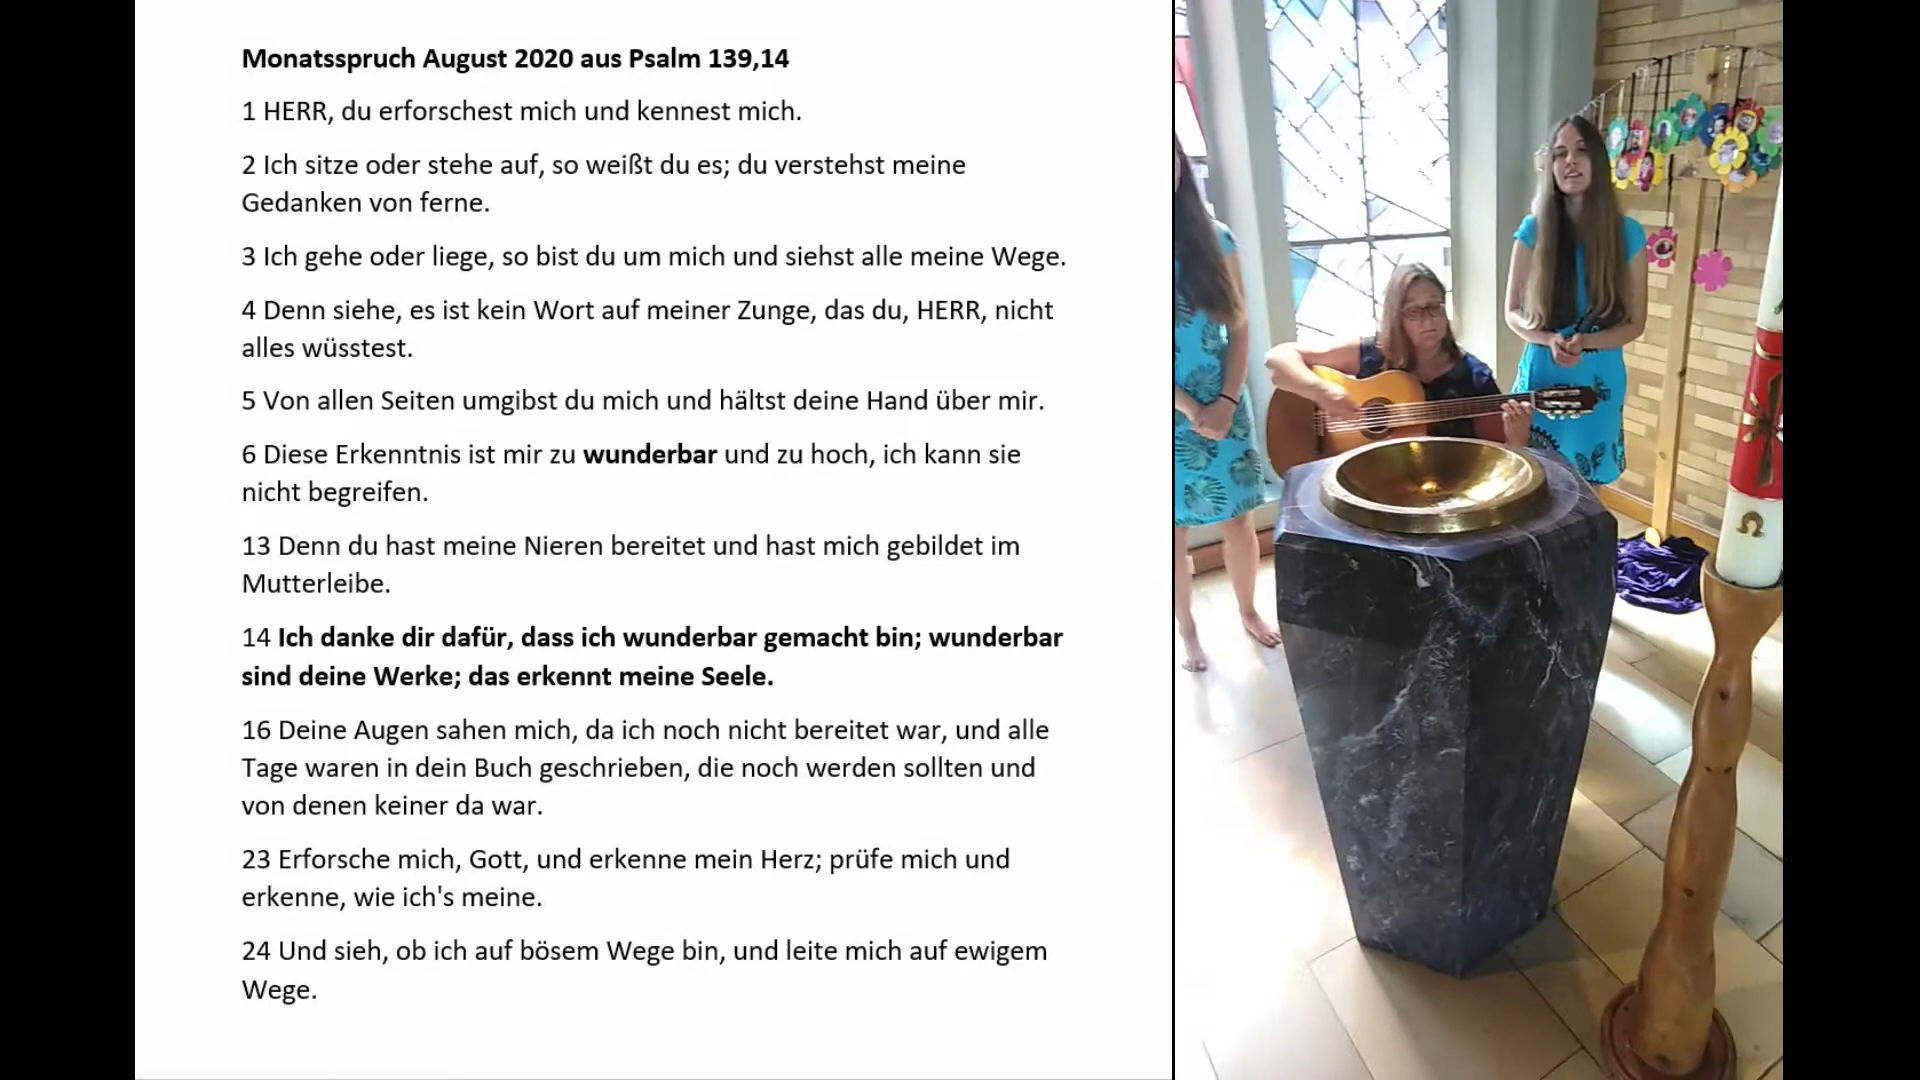 Monatsspruch August 2020 aus Psalm 139,14
1 HERR, du erforschest mich und kennest mich.
2 Ich sitze oder stehe auf, so weißt du es; du verstehst meine
Gedanken von ferne.
3 Ich gehe oder liege, so bist du um mich und siehst alle meine Wege.
4 Denn siehe, es ist kein Wort auf meiner Zunge, das du, HERR, nicht
alles wüsstest.
5 Von allen Seiten umgibst du mich und hältst deine Hand über mir.
6 Diese Erkenntnis ist mir zu wunderbar und zu hoch, ich kann sie
nicht begreifen.
13 Denn du hast meine Nieren bereitet und hast mich gebildet im
Mutterleibe.
14 Ich danke dir dafür, dass ich wunderbar gemacht bin; wunderbar
sind deine Werke; das erkennt meine Seele.
16 Deine Augen sahen mich, da ich noch nicht bereitet war, und alle
Tage waren in dein Buch geschrieben, die noch werden sollten und
von denen keiner da war.
23 Erforsche mich, Gott, und erkenne mein Herz; prüfe mich und
erkenne, wie ich's meine.
24 Und sieh, ob ich auf bösem Wege bin, und leite mich auf ewigem
Wege.
Ω